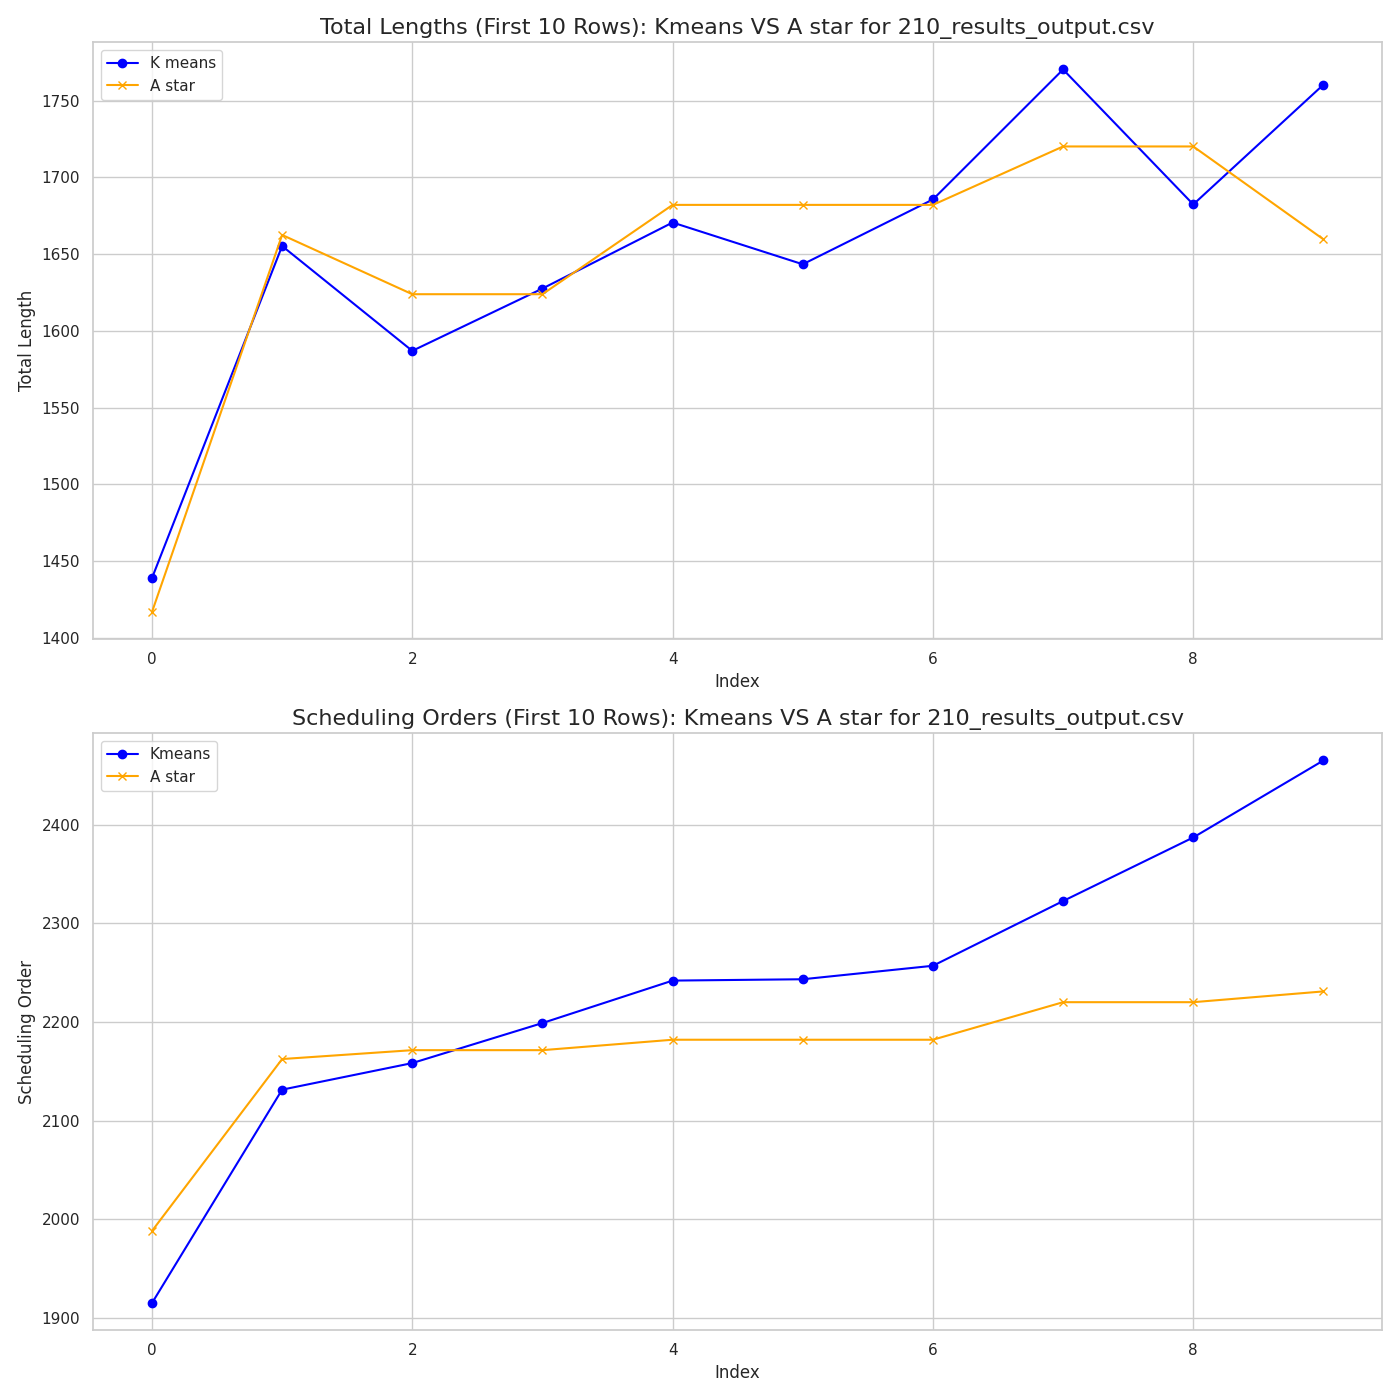 Total Lengths (First 10 Rows): Kmeans VS A star for 210_results_output.csv
K means
A star
Total Length
1750
1700
1650
1600
1550
1500
1450
1400
0 2 4 6 8
Index
Scheduling Orders (First 10 Rows): Kmeans VS A star for 210_results_output.csv
Kmeans
A star
Scheduling Order
2400
2300
2200
2100
2000
1900
0 2 4 6 8
Index